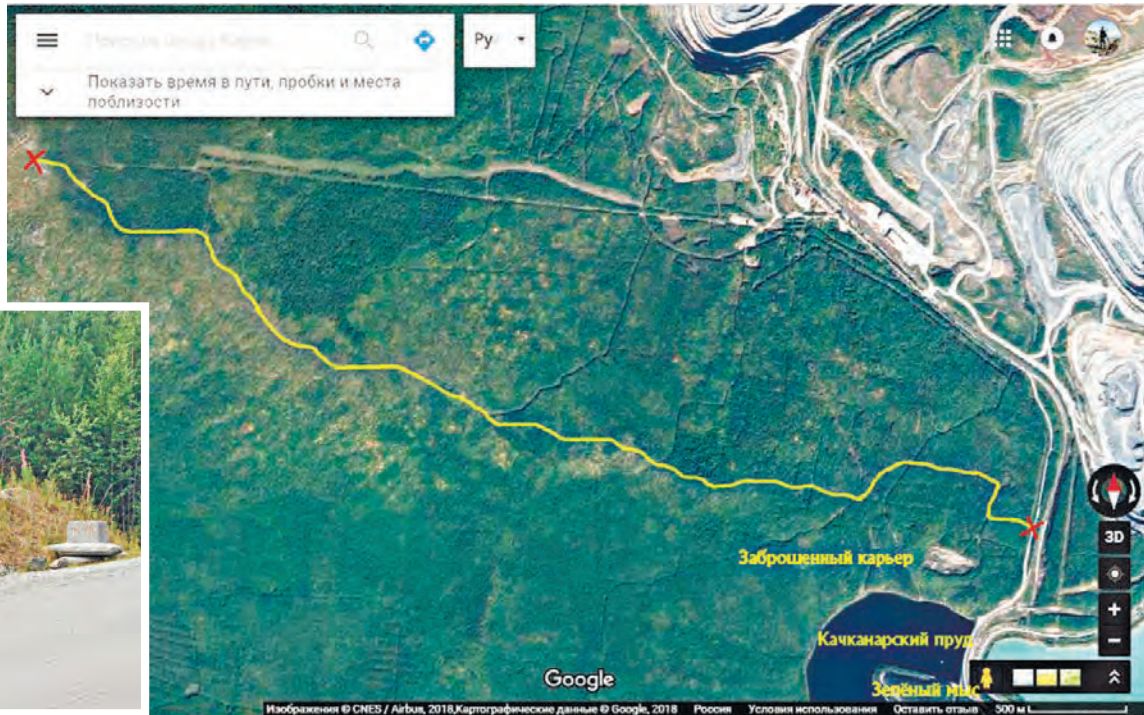 Ру
Показать время в пути, пробки и места
поблизости
3D
Заброшенный карьер
Качканарский пруд
Зелёный мыс
Google
Изображения © CNES / Airbus, 2018,Картографические данные © Google, 2018 Россия Условия использования Оставить отзыв 500 м